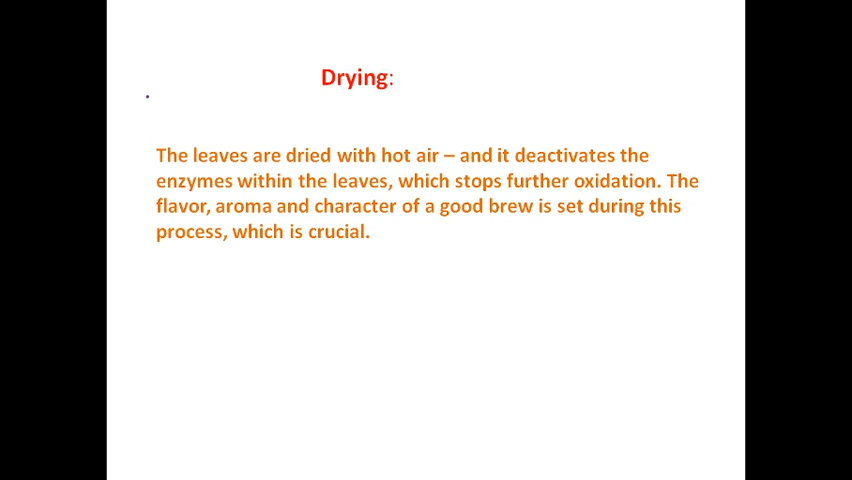 Drying:
The leaves are dried with hot air – and it deactivates the
enzymes within the leaves, which stops further oxidation. The
flavor, aroma and character of a good brew is set during this
process, which is crucial.